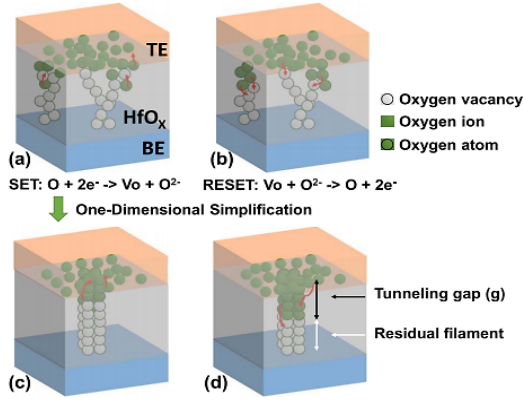 TE
HfOX
BE
(a)
(b)
Oxygen vacancy
Oxygen ion
Oxygen atom
SET: O + 2e- -> Vo + O2-
RESET: Vo + O2- -> O + 2e-
One-Dimensional Simplification
Tunneling gap (g)
Residual filament
(c)
(d)